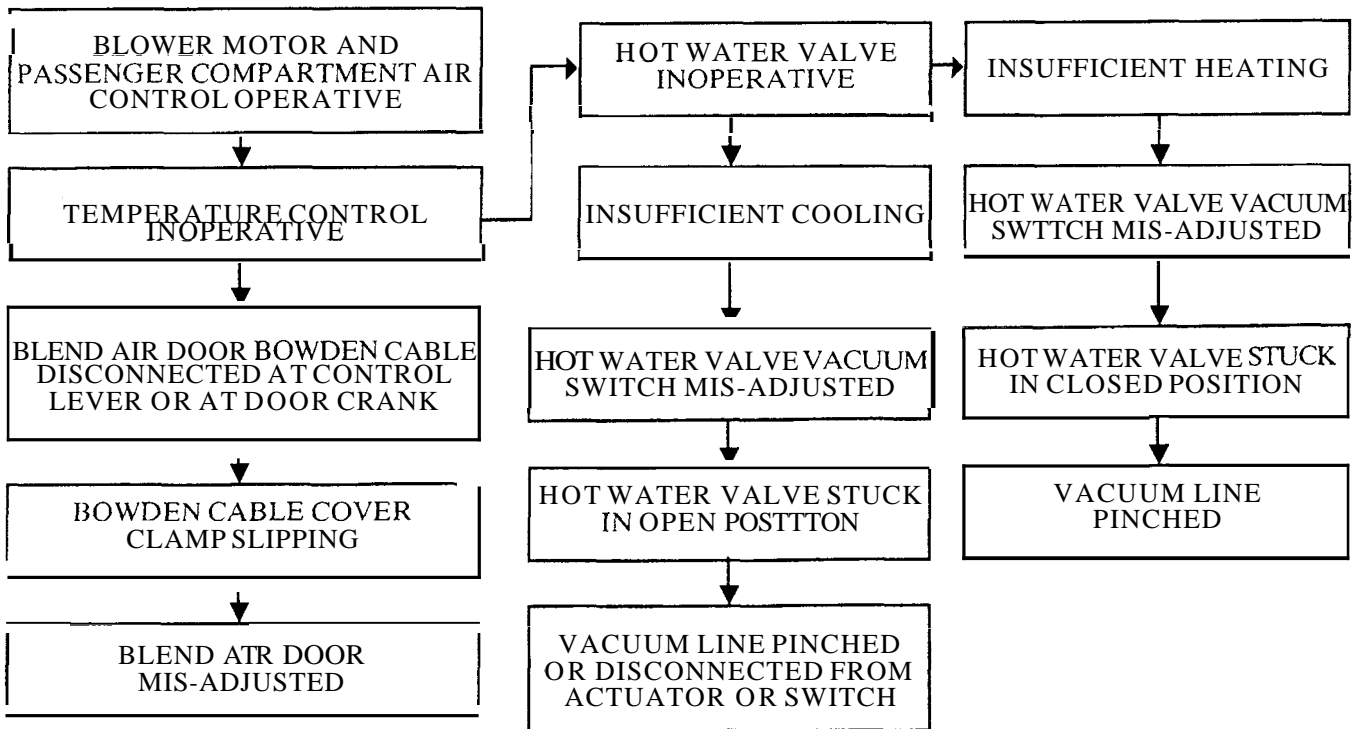 BLOWER MOTOR AND
PASSENGER COMPARTMENT AIR
CONTROL OPERATIVE
TEMPERATURE CONTROL
INOPERATIVE
BLEND AIR DOOR BOWDEN CABLE
DISCONNECTED AT CONTROL
LEVER OR AT DOOR CRANK
BOWDEN CABLE COVER
CLAMP SLIPPING
BLEND ATR DOOR
MIS-ADJUSTED
HOT WATER VALVE
INOPERATIVE
INSUFFICIENT COOLING
HOT WATER VALVE VACUUM
SWITCH MIS-ADJUSTED
HOT WATER VALVE STUCK
IN OPEN POSTTTON
VACUUM LINE PINCHED
OR DISCONNECTED FROM
ACTUATOR OR SWITCH
INSUFFICIENT HEATING
HOT WATER VALVE VACUUM
SWTTCH MIS-ADJUSTED
HOT WATER VALVE STUCK
IN CLOSED POSITION
VACUUM LINE
PINCHED